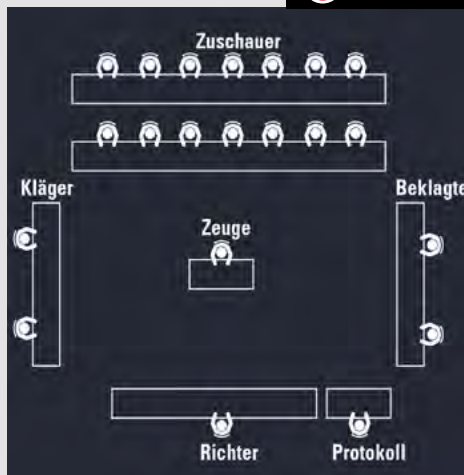 Zuschauer
Kläger
Beklagte
Zeuge
Richter
Protokoll